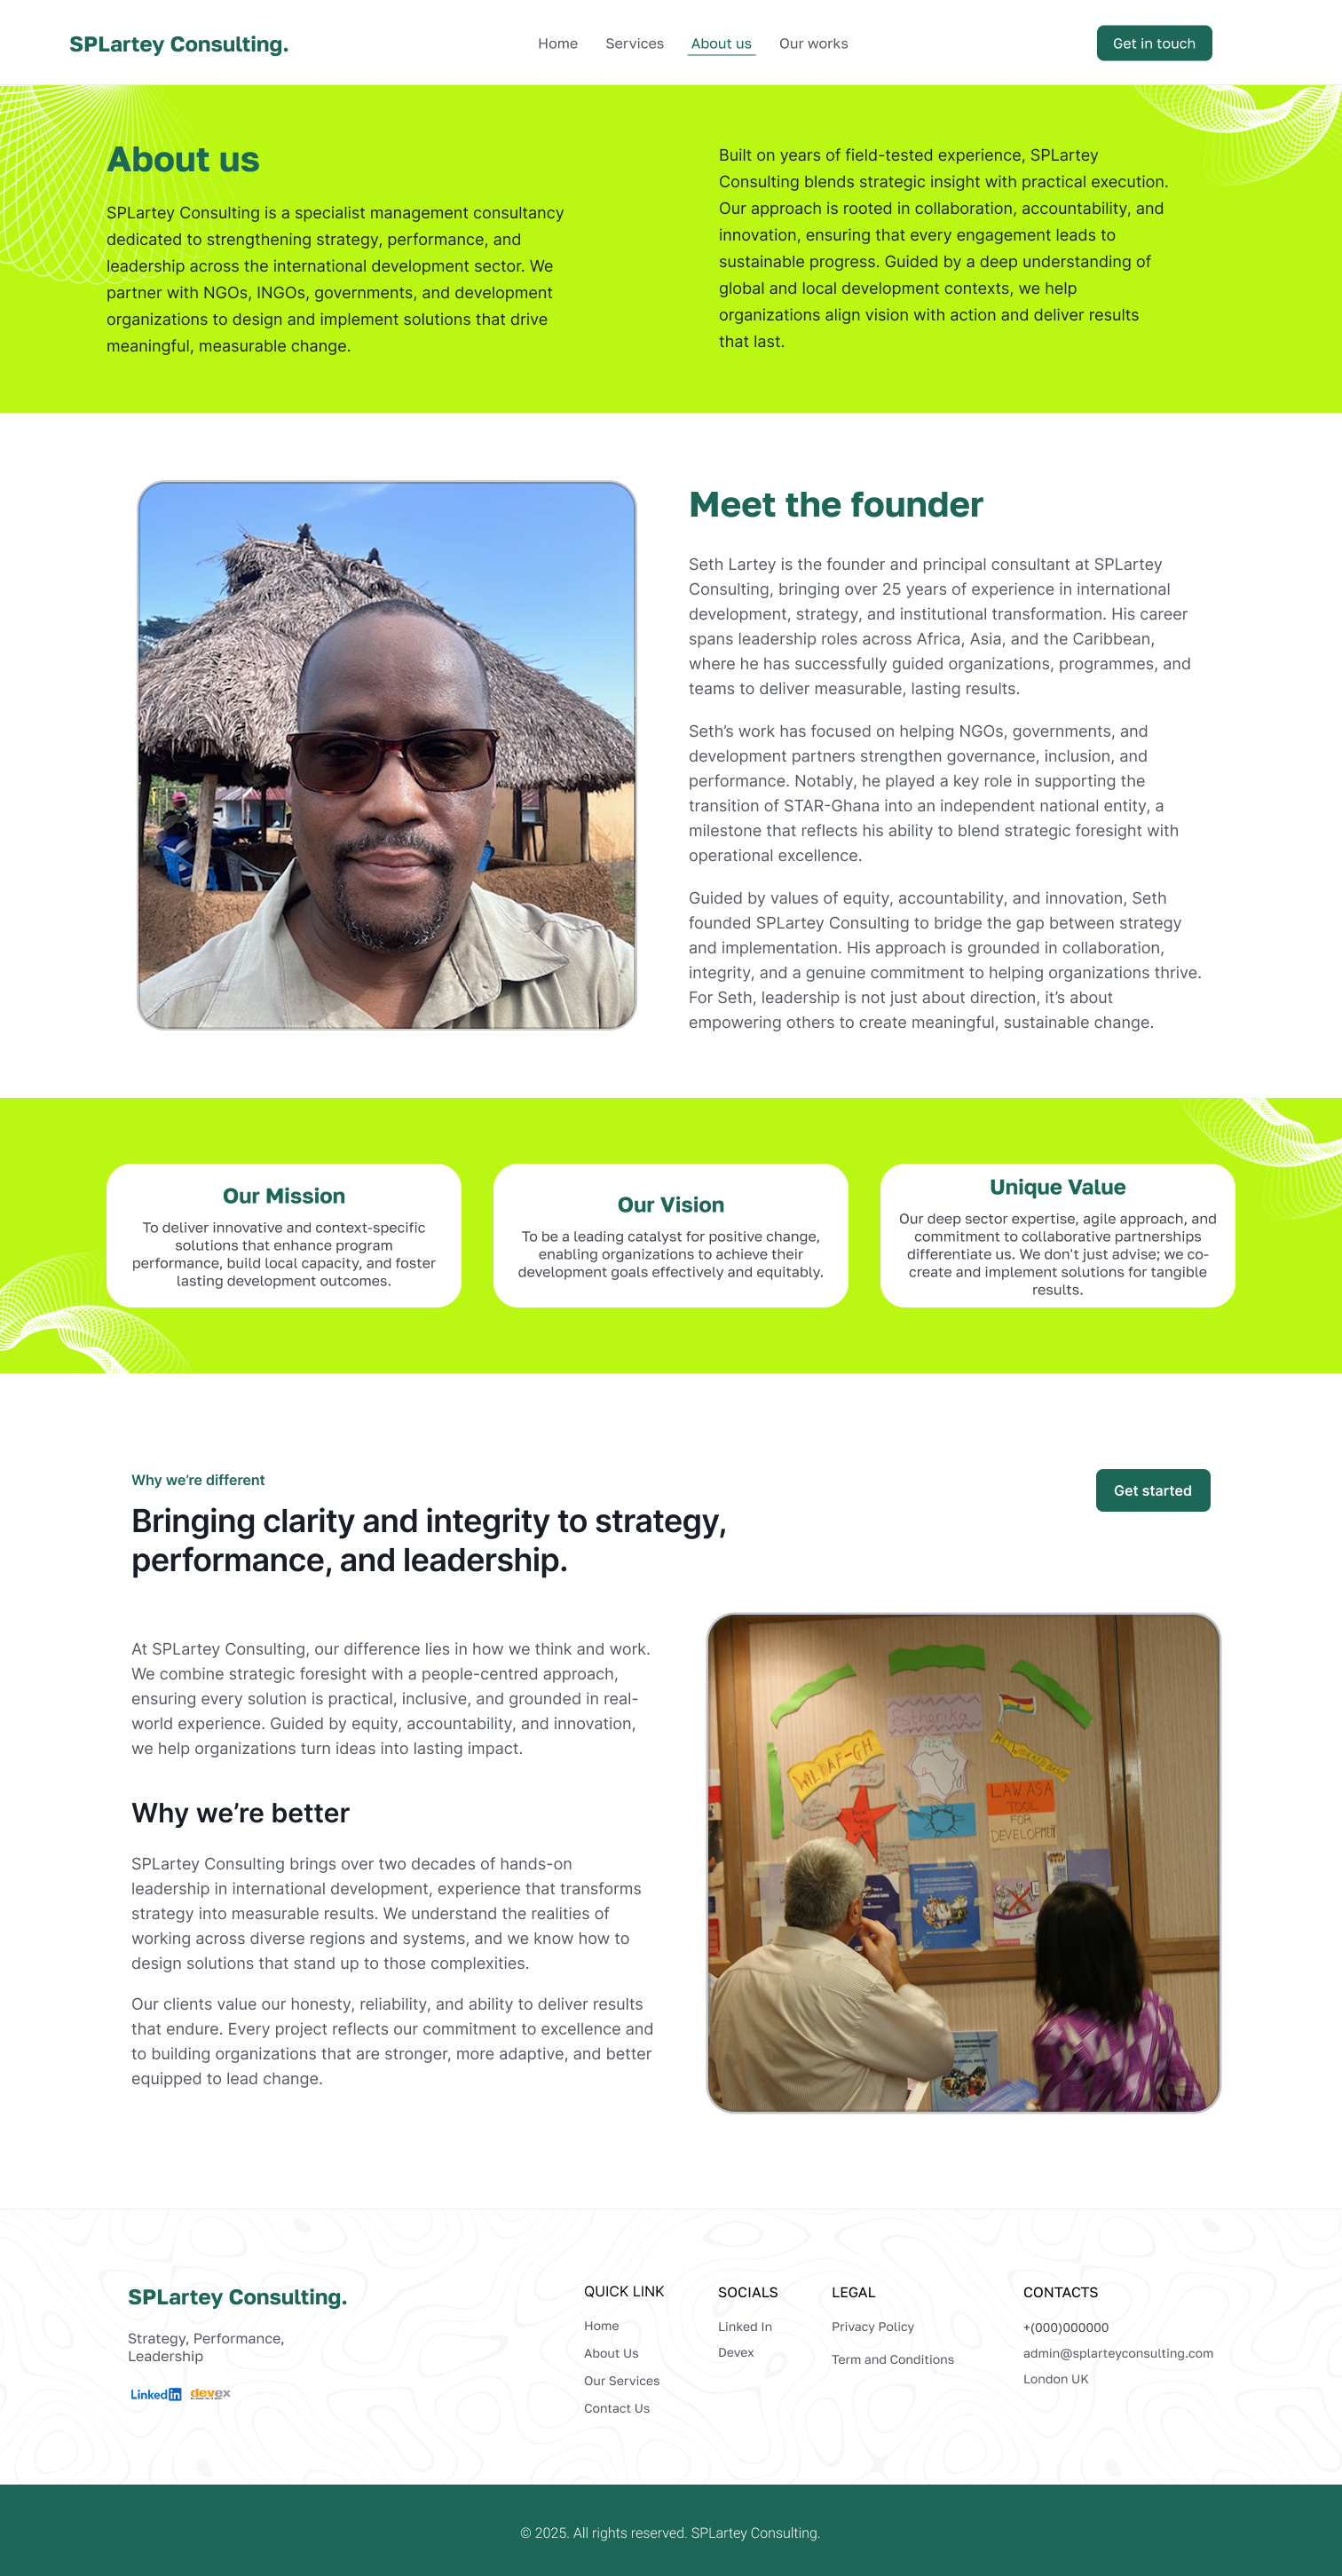 SPLartey Consulting.
Home
Services
About us
Our works
Get in touch
About us
SPLartey Consulting is a specialist management consultancy
dedicated to strengthening strategy, performance, and
leadership across the international development sector. We
partner with NGOs, INGOs, governments, and development
organizations to design and implement solutions that drive
meaningful, measurable change.
Built on years of field-tested experience, SPLartey
Consulting blends strategic insight with practical execution.
Our approach is rooted in collaboration, accountability, and
innovation, ensuring that every engagement leads to
sustainable progress. Guided by a deep understanding of
global and local development contexts, we help
organizations align vision with action and deliver results
that last.
Meet the founder
Seth Lartey is the founder and principal consultant at SPLartey
Consulting, bringing over 25 years of experience in international
development, strategy, and institutional transformation. His career
spans leadership roles across Africa, Asia, and the Caribbean,
where he has successfully guided organizations, programmes, and
teams to deliver measurable, lasting results.
Seth’s work has focused on helping NGOs, governments, and
development partners strengthen governance, inclusion, and
performance. Notably, he played a key role in supporting the
transition of STAR-Ghana into an independent national entity, a
milestone that reflects his ability to blend strategic foresight with
operational excellence.
Guided by values of equity, accountability, and innovation, Seth
founded SPLartey Consulting to bridge the gap between strategy
and implementation. His approach is grounded in collaboration,
integrity, and a genuine commitment to helping organizations thrive.
For Seth, leadership is not just about direction, it’s about
empowering others to create meaningful, sustainable change.
Our Mission
To deliver innovative and context-specific
solutions that enhance program
performance, build local capacity, and foster
lasting development outcomes.
Our Vision
To be a leading catalyst for positive change,
enabling organizations to achieve their
development goals effectively and equitably.
Unique Value
Our deep sector expertise, agile approach, and
commitment to collaborative partnerships
differentiate us. We don't just advise; we co-
create and implement solutions for tangible
results.
Why we’re different
Get started
Bringing clarity and integrity to strategy,
performance, and leadership.
At SPLartey Consulting, our difference lies in how we think and work.
We combine strategic foresight with a people-centred approach,
ensuring every solution is practical, inclusive, and grounded in real-
world experience. Guided by equity, accountability, and innovation,
we help organizations turn ideas into lasting impact.
Why we’re better
SPLartey Consulting brings over two decades of hands-on
leadership in international development, experience that transforms
strategy into measurable results. We understand the realities of
working across diverse regions and systems, and we know how to
design solutions that stand up to those complexities.
Our clients value our honesty, reliability, and ability to deliver results
that endure. Every project reflects our commitment to excellence and
to building organizations that are stronger, more adaptive, and better
equipped to lead change.
estherika
WILDAF-GH
LAW AS A
TOOL
FOR
DEVELOPMENT
SPLartey Consulting.
Strategy, Performance,
Leadership
Linkedin
devex
QUICK LINK
Home
About Us
Our Services
Contact Us
SOCIALS
Linked In
Devex
LEGAL
Privacy Policy
Term and Conditions
CONTACTS
+(000)000000
admin@splarteyconsulting.com
London UK
© 2025. All rights reserved. SPLartey Consulting.